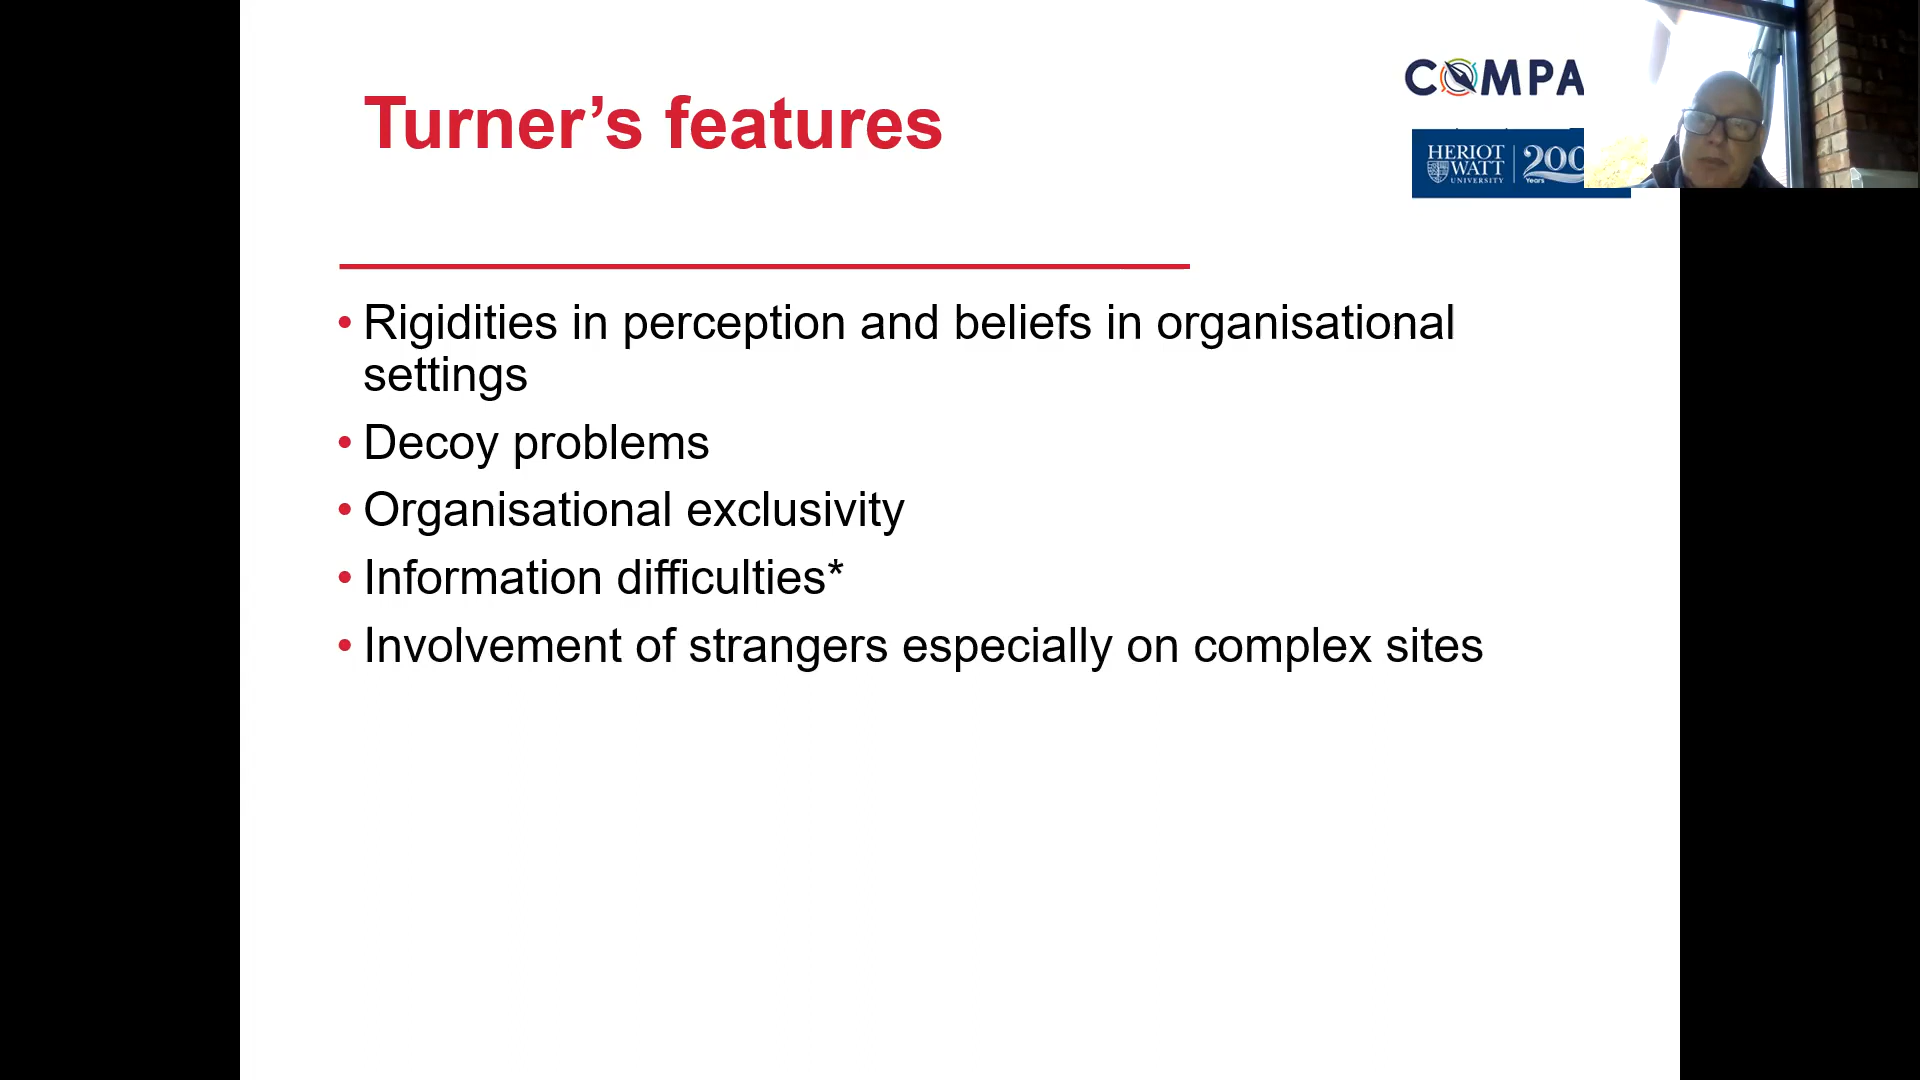 Turner’s features
COMPA
HERIOT
WATT
UNIVERSITY
200
Years
• Rigidities in perception and beliefs in organisational
settings
• Decoy problems
• Organisational exclusivity
• Information difficulties*
• Involvement of strangers especially on complex sites